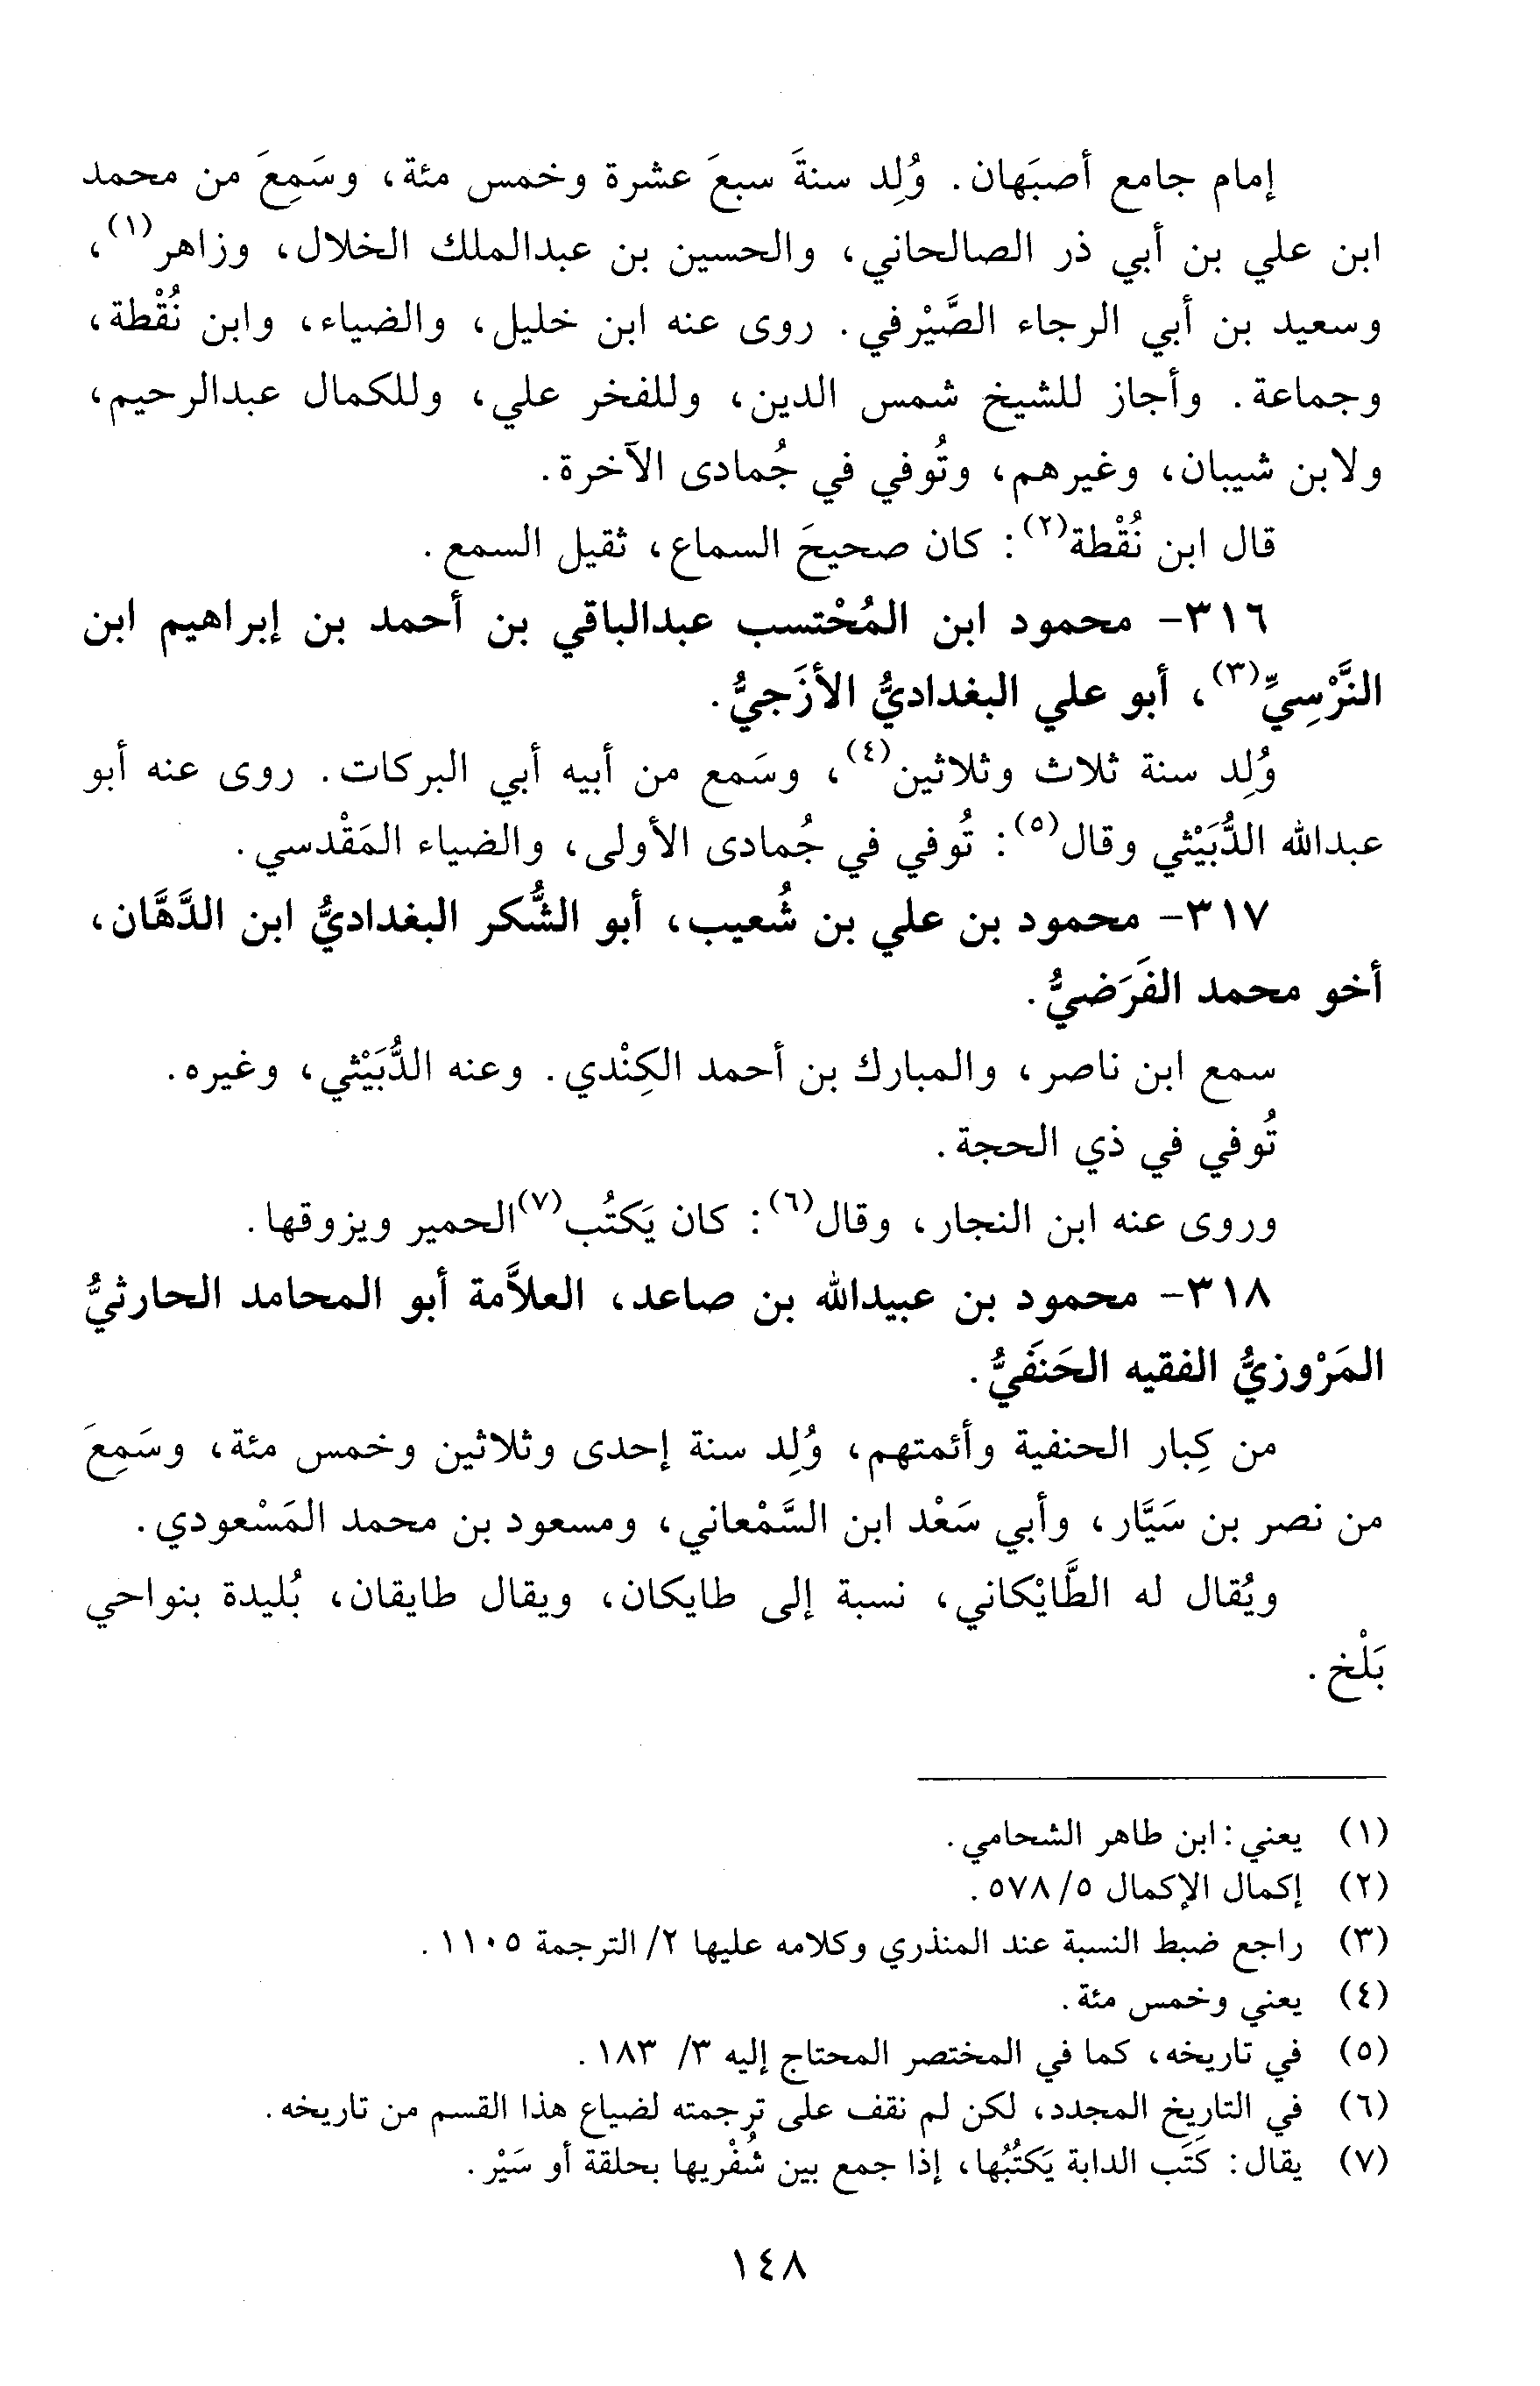 إمام جامع أصبَهان. وُلِد سنةَ سبعَ عشرة وخمس مئة، وسَمِعَ من محمد
ابن علي بن أبي ذر الصالحاني، والحسين بن عبدالملك الخلال، وزاهر(١)،
وسعيد بن أبي الرجاء الصَّيْرفي. روى عنه ابن خليل، والضياء، وابن نُقْطة،
وجماعة. وأجاز للشيخ شمس الدين، وللفخر علي، وللكمال عبدالرحيم،
ولابن شيبان، وغيرهم، وتُوفي في جُمادى الآخرة.
قال ابن نُقْطة(٢): كان صحيحَ السماع، ثقيل السمع.
٣١٦- محمود ابن المُحْتسب عبدالباقي بن أحمد بن إبراهيم ابن
النَّرْسِيِّ(٣)، أبو علي البغداديُّ الأزَجيُّ.
وُلِد سنة ثلاث وثلاثين(٤)، وسَمع من أبيه أبي البركات. روى عنه أبو
عبدالله الدُّبَيْثي وقال(٥): تُوفي في جُمادى الأولى، والضياء المَقْدسي.
٣١٧- محمود بن علي بن شُعيب، أبو الشُّكر البغداديُّ ابن الدَّهَّان،
أخو محمد الفَرَضيُّ.
سمع ابن ناصر، والمبارك بن أحمد الكِنْدي. وعنه الدُّبَيْثي، وغيره.
تُوفي في ذي الحجة.
وروى عنه ابن النجار، وقال(٦): كان يَكتُب(٧)الحمير ويزوقها.
٣١٨- محمود بن عبيدالله بن صاعد، العلاَّمة أبو المحامد الحارثيُّ
المَرْوزيُّ الفقيه الحَنَفيُّ.
من كِبار الحنفية وأئمتهم، وُلِد سنة إحدى وثلاثين وخمس مئة، وسَمِعَ
من نصر بن سَيَّار، وأبي سَعْد ابن السَّمْعاني، ومسعود بن محمد المَسْعودي.
ويُقال له الطَّايْكاني، نسبة إلى طايكان، ويقال طايقان، بُليدة بنواحي
بَلْخ.
(١) يعني: ابن طاهر الشحامي.
(٢) إكمال الإكمال ٥/ ٥٧٨.
(٣) راجع ضبط النسبة عند المنذري وكلامه عليها ٢/ الترجمة ١١٠٥.
(٤) يعني وخمس مئة.
(٥) في تاريخه، كما في المختصر المحتاج إليه ٣/ ١٨٣.
(٦) في التاريخ المجدد، لكن لم نقف على ترجمته لضياع هذا القسم من تاريخه.
(٧) يقال: كَتَب الدابة يَكتُبُها، إذا جمع بين شُفْريها بحلقة أو سَيْر.
١٤٨